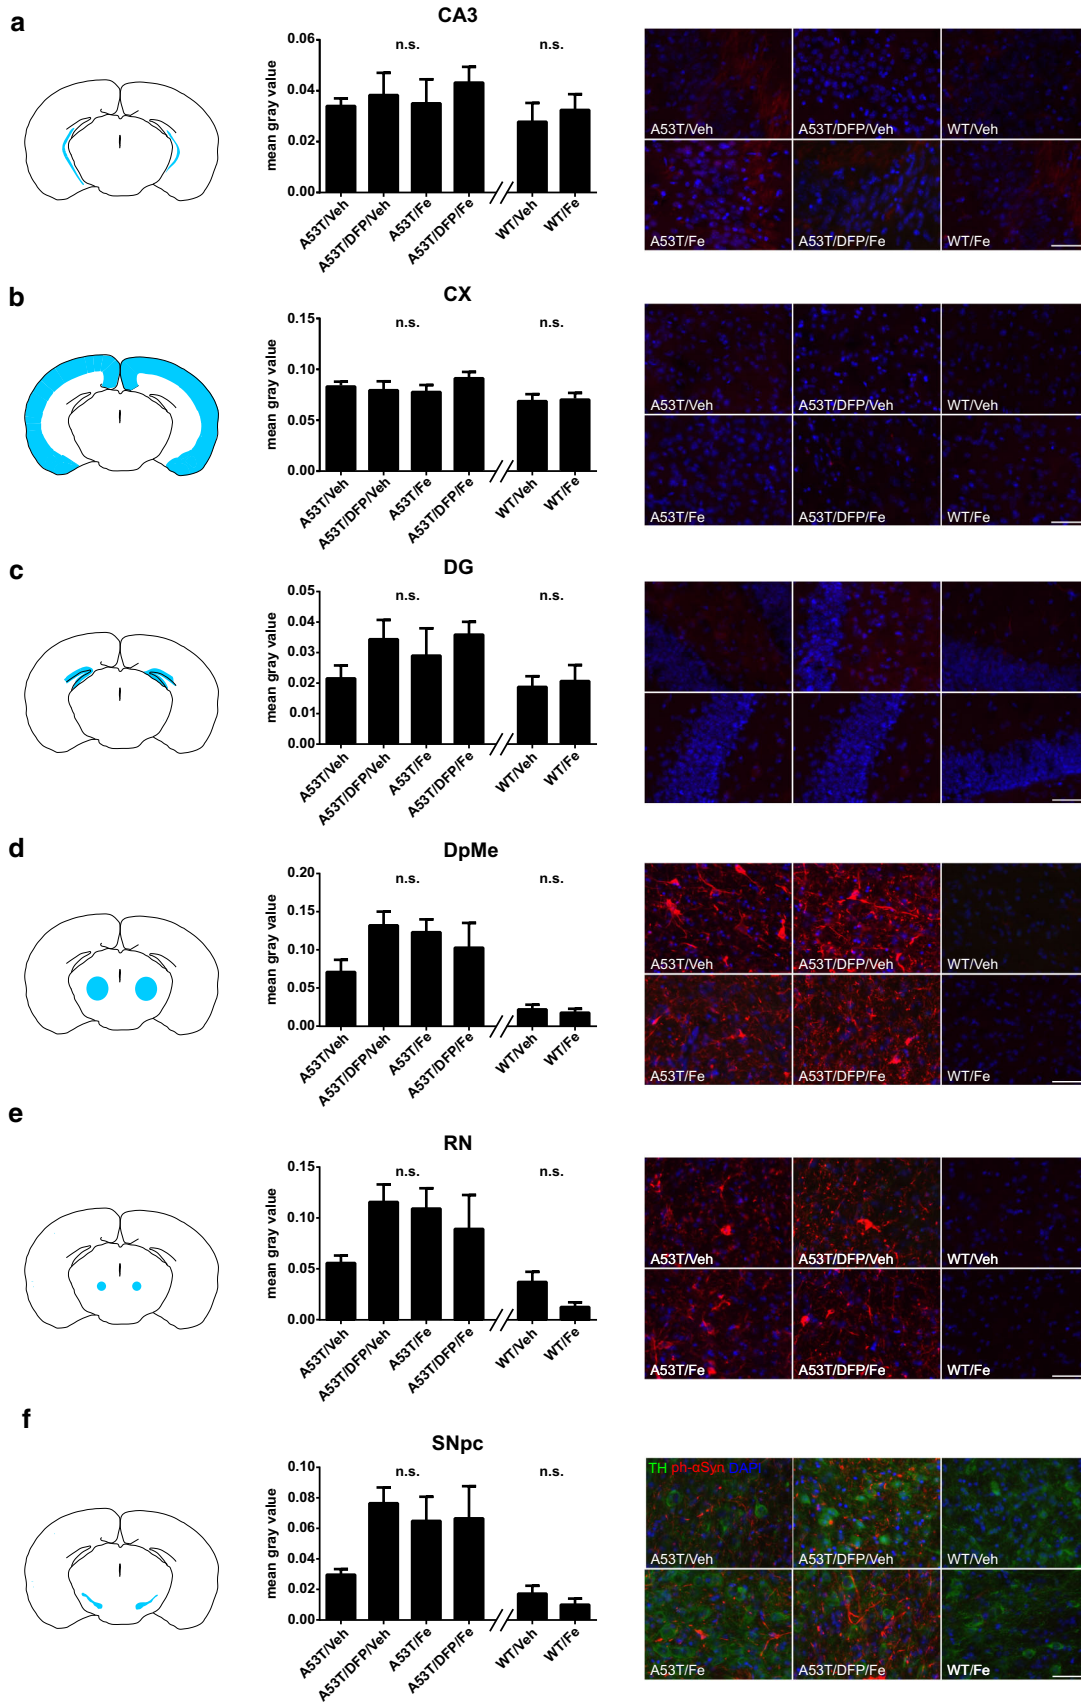 a
CA3
mean gray value
0.06
0.04
0.02
0.00
n.s.
n.s.
A53T/Veh
A53T/DFP/Veh
A53T/Fe
A53T/DFP/Fe
WT/Veh
WT/Fe
A53T/Veh
A53T/DFP/Veh
WT/Veh
A53T/Fe
A53T/DFP/Fe
WT/Fe
b
CX
mean gray value
0.15
0.10
0.05
0.00
n.s.
n.s.
A53T/Veh
A53T/DFP/Veh
A53T/Fe
A53T/DFP/Fe
WT/Veh
WT/Fe
A53T/Veh
A53T/DFP/Veh
WT/Veh
A53T/Fe
A53T/DFP/Fe
WT/Fe
c
DG
mean gray value
0.05
0.04
0.03
0.02
0.01
0.00
n.s.
n.s.
A53T/Veh
A53T/DFP/Veh
A53T/Fe
A53T/DFP/Fe
WT/Veh
WT/Fe
d
DpMe
mean gray value
0.20
0.15
0.10
0.05
0.00
n.s.
n.s.
A53T/Veh
A53T/DFP/Veh
A53T/Fe
A53T/DFP/Fe
WT/Veh
WT/Fe
A53T/Veh
A53T/DFP/Veh
WT/Veh
A53T/Fe
A53T/DFP/Fe
WT/Fe
e
RN
mean gray value
0.15
0.10
0.05
0.00
n.s.
n.s.
A53T/Veh
A53T/DFP/Veh
A53T/Fe
A53T/DFP/Fe
WT/Veh
WT/Fe
A53T/Veh
A53T/DFP/Veh
WT/Veh
A53T/Fe
A53T/DFP/Fe
WT/Fe
f
SNpc
mean gray value
0.10
0.08
0.06
0.04
0.02
0.00
n.s.
n.s.
A53T/Veh
A53T/DFP/Veh
A53T/Fe
A53T/DFP/Fe
WT/Veh
WT/Fe
TH ph-αSyn DAPI
A53T/Veh
A53T/DFP/Veh
WT/Veh
A53T/Fe
A53T/DFP/Fe
WT/Fe